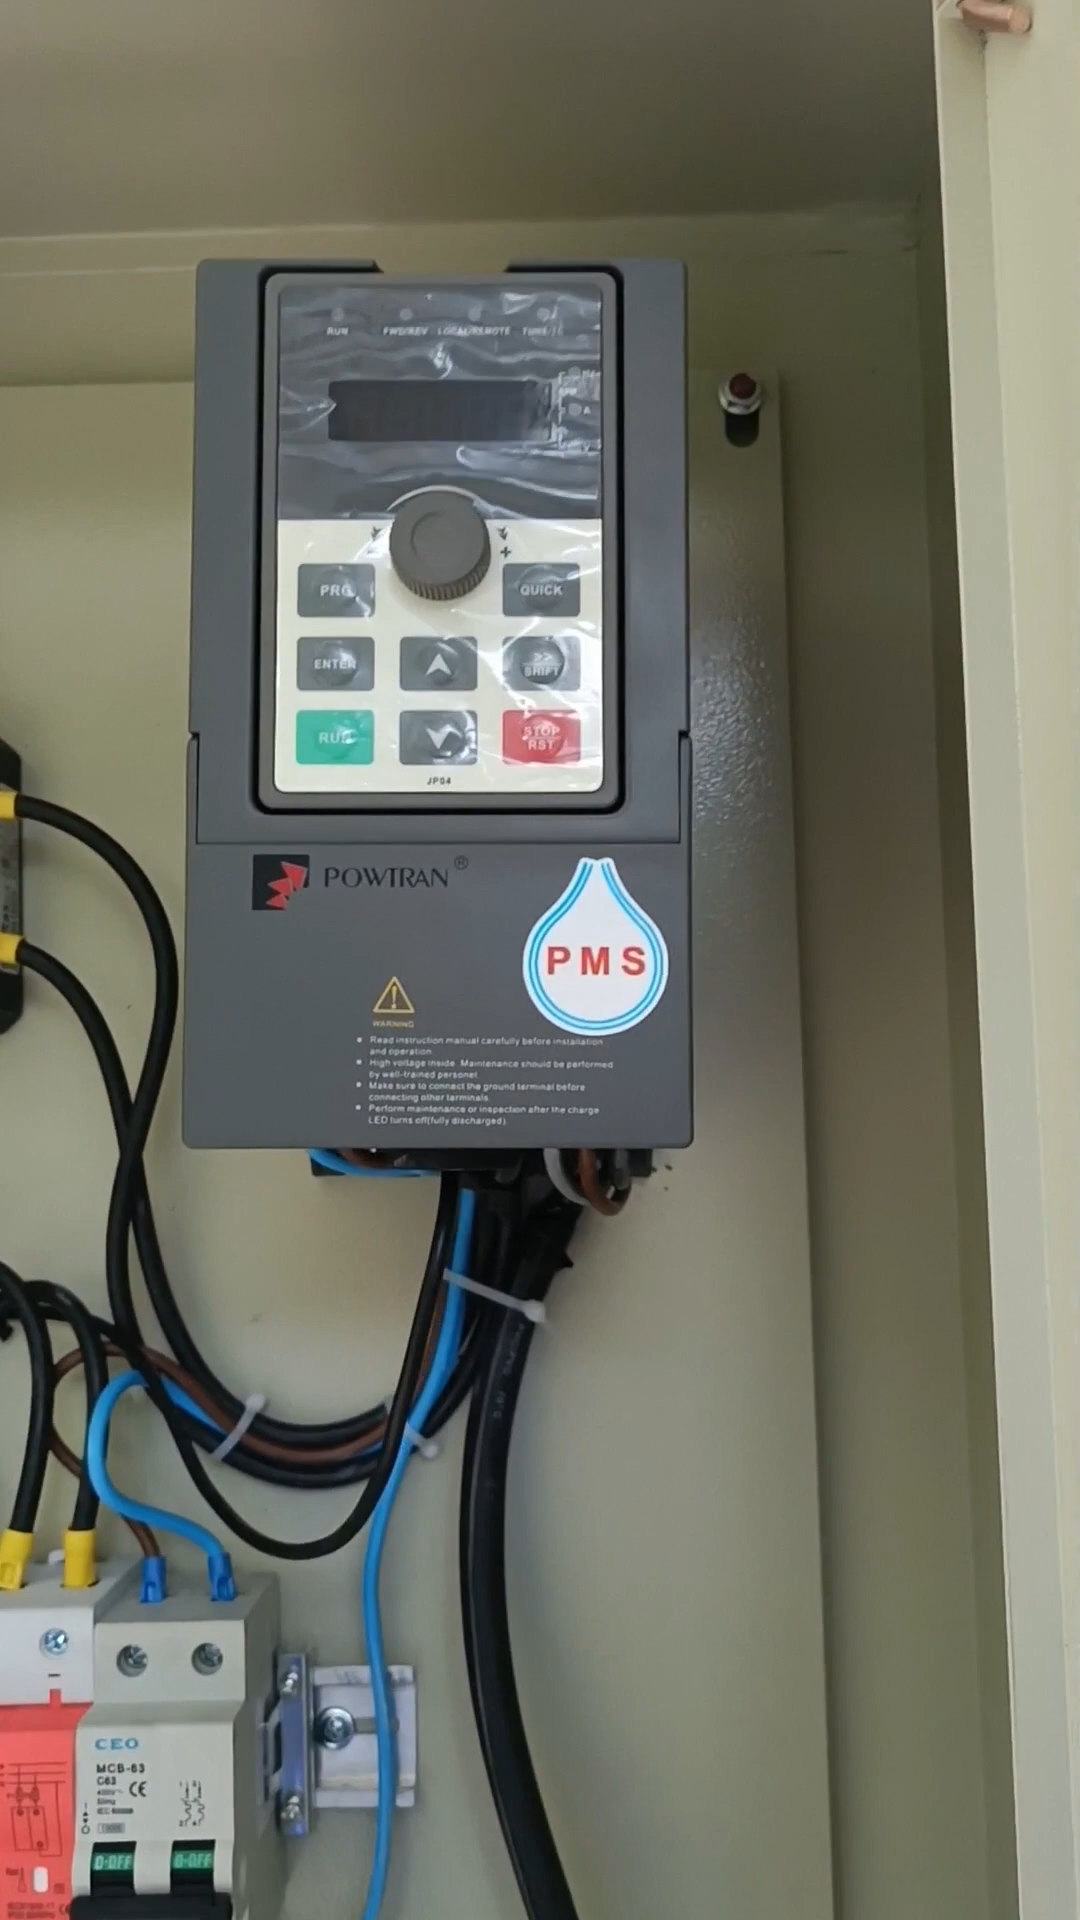 RUN FWD/REV LOCAL/REMOTE
A
V
- +
PRG QUICK
ENTER >> SHIFT
RUN STOP RST
JP04
POWTRAN ®
PMS
WARNING
Read instruction manual carefully before installation
and operation
High voltage inside. Maintenance should be performed
by well-trained personel
Make sure to connect the ground terminal before
connecting other terminals.
Perform maintenance or inspection after the charge
LED turns off(fully discharged).
CEO
MCB-63
C63
400V~ CE
O-OFF O-OFF